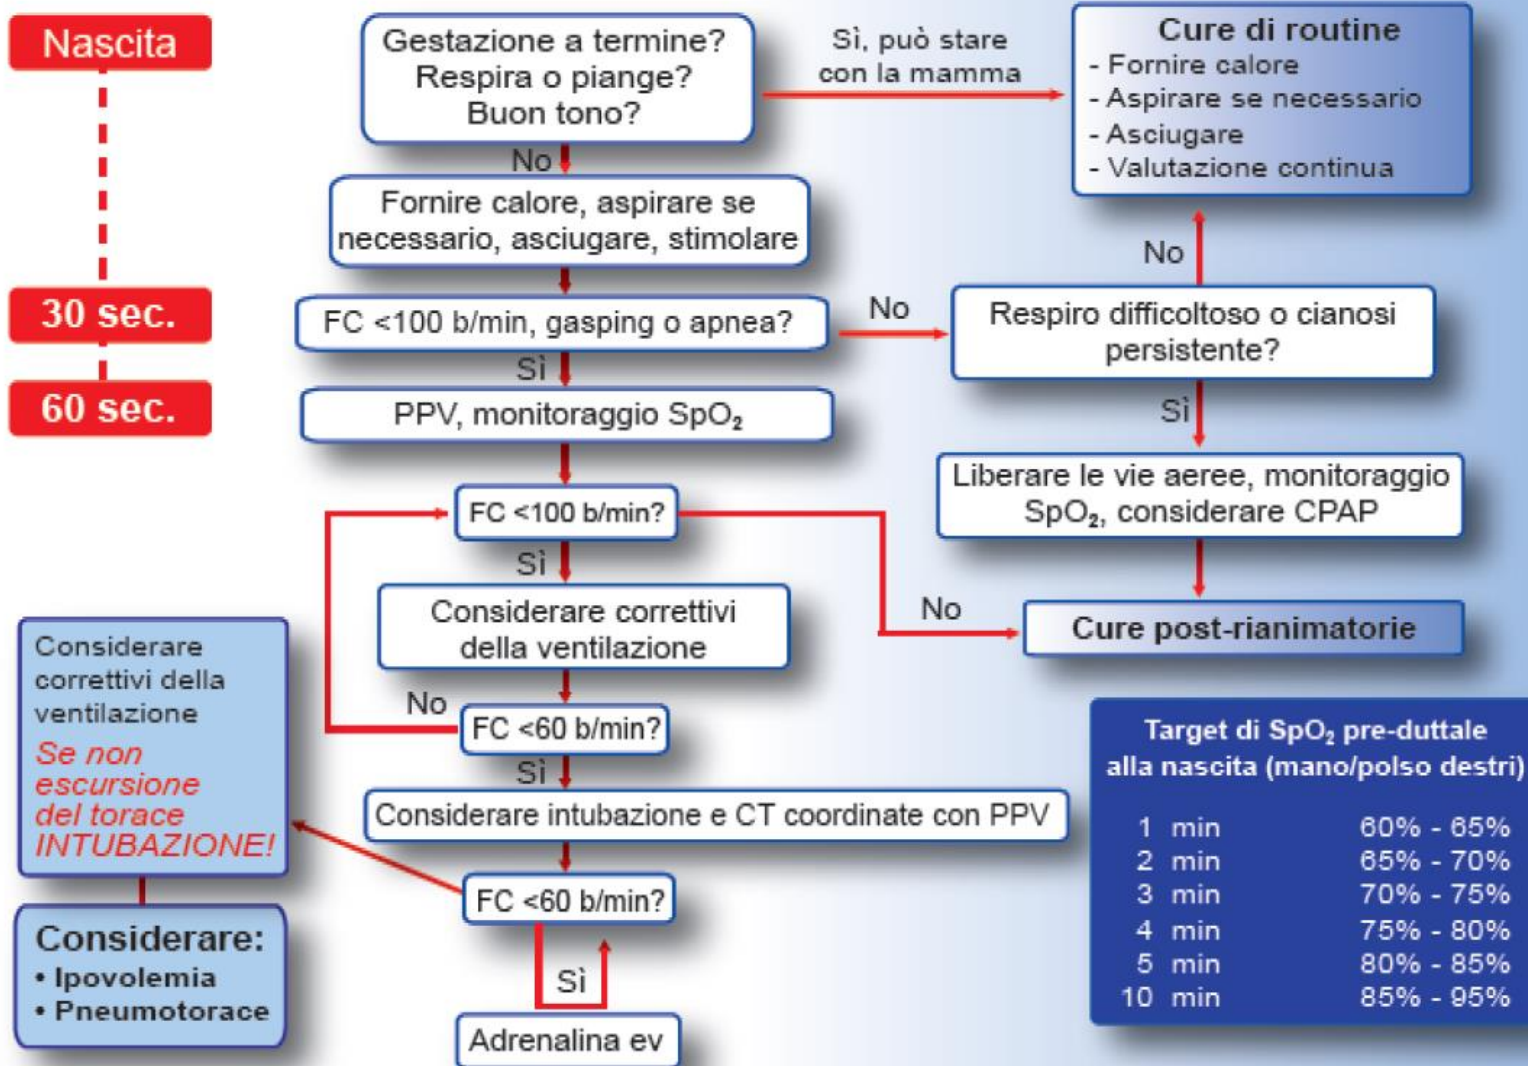 Nascita
30 sec.
60 sec.
Gestazione a termine?
Respira o piange?
Buon tono?
Sì, può stare
con la mamma
Cure di routine
- Fornire calore
- Aspirare se necessario
- Asciugare
- Valutazione continua
No
Fornire calore, aspirare se
necessario, asciugare, stimolare
No
FC <100 b/min, gasping o apnea?
No
Respiro difficoltoso o cianosi
persistente?
Sì
PPV, monitoraggio SpO₂
Sì
Liberare le vie aeree, monitoraggio
SpO₂, considerare CPAP
FC <100 b/min?
Sì
No
Cure post-rianimatorie
Considerare correttivi
della ventilazione
No
FC <60 b/min?
Sì
Considerare intubazione e CT coordinate con PPV
FC <60 b/min?
Sì
Adrenalina ev
Considerare
correttivi della
ventilazione
Se non
escursione
del torace
INTUBAZIONE!
Considerare:
• Ipovolemia
• Pneumotorace
Target di SpO₂ pre-duttale
alla nascita (mano/polso destri)
1 min 60% - 65%
2 min 65% - 70%
3 min 70% - 75%
4 min 75% - 80%
5 min 80% - 85%
10 min 85% - 95%